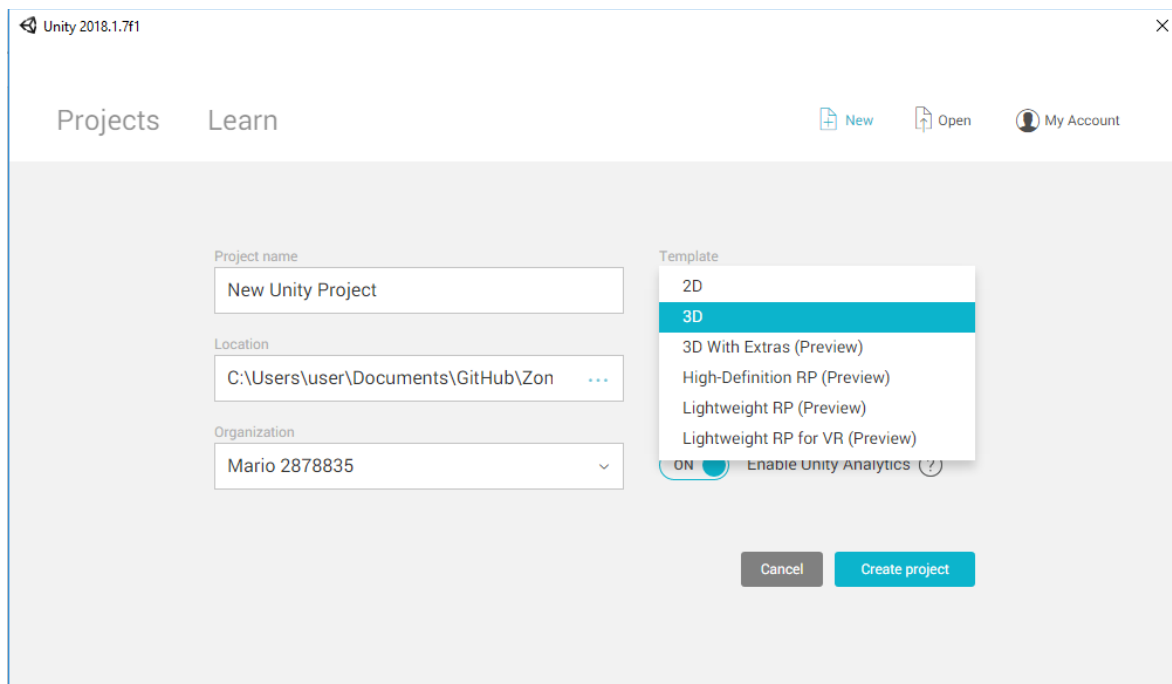 Unity 2018.1.7f1
Projects Learn New Open My Account
Project name
New Unity Project
Location
C:\Users\user\Documents\GitHub\Zon
Organization
Mario 2878835
Template
2D
3D
3D With Extras (Preview)
High-Definition RP (Preview)
Lightweight RP (Preview)
Lightweight RP for VR (Preview)
ON Enable Unity Analytics ?
Cancel Create project